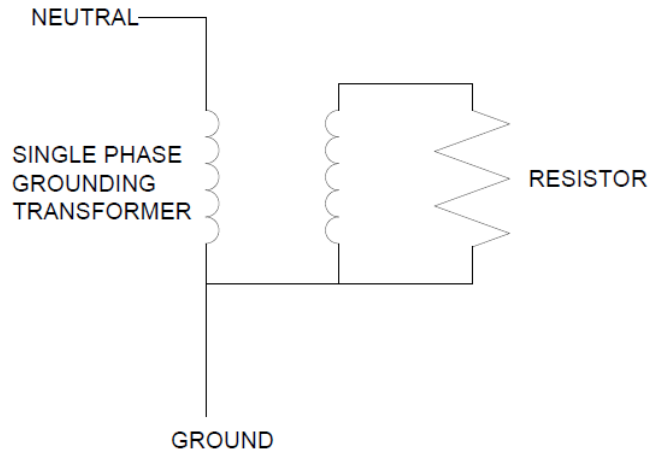 NEUTRAL
SINGLE PHASE
GROUNDING
TRANSFORMER
RESISTOR
GROUND